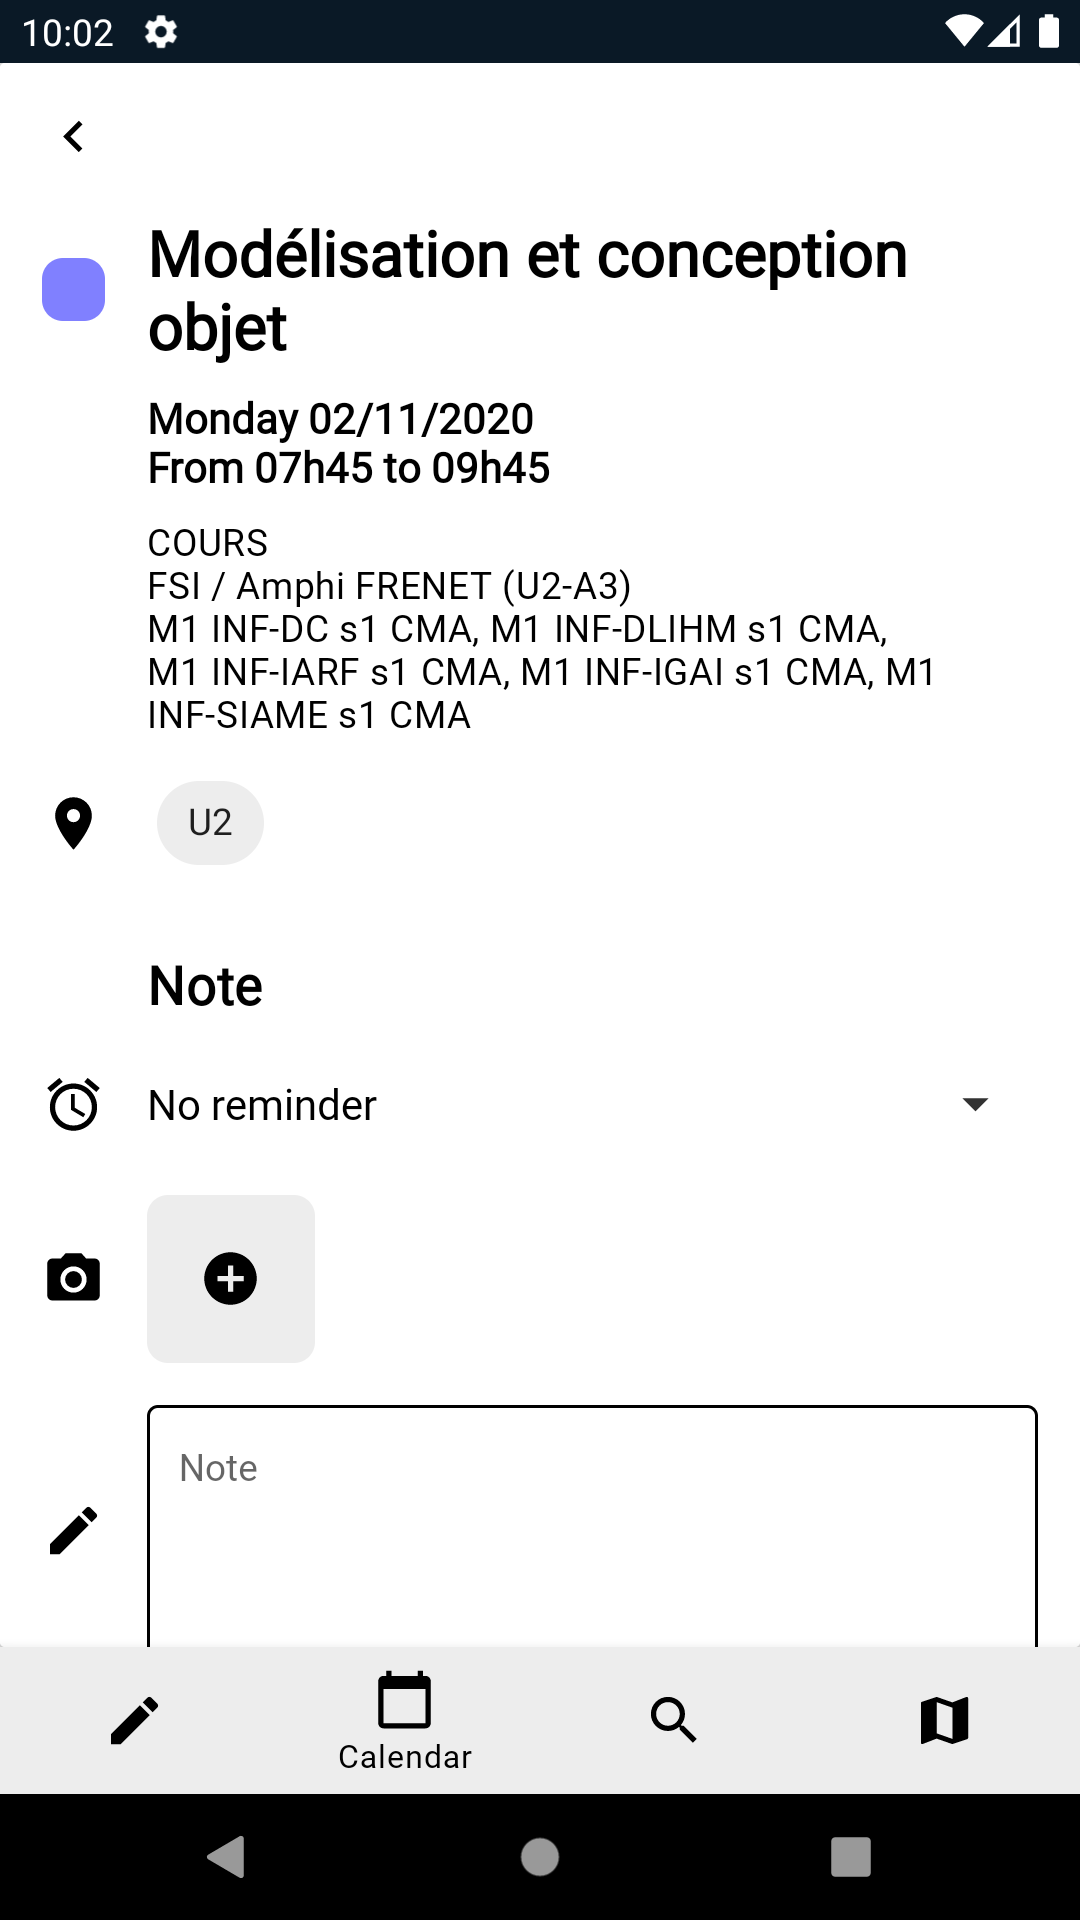 10:02
Modélisation et conception
objet
Monday 02/11/2020
From 07h45 to 09h45
COURS
FSI / Amphi FRENET (U2-A3)
M1 INF-DC s1 CMA, M1 INF-DLIHM s1 CMA,
M1 INF-IARF s1 CMA, M1 INF-IGAI s1 CMA, M1
INF-SIAME s1 CMA
U2
Note
No reminder
Note
Calendar